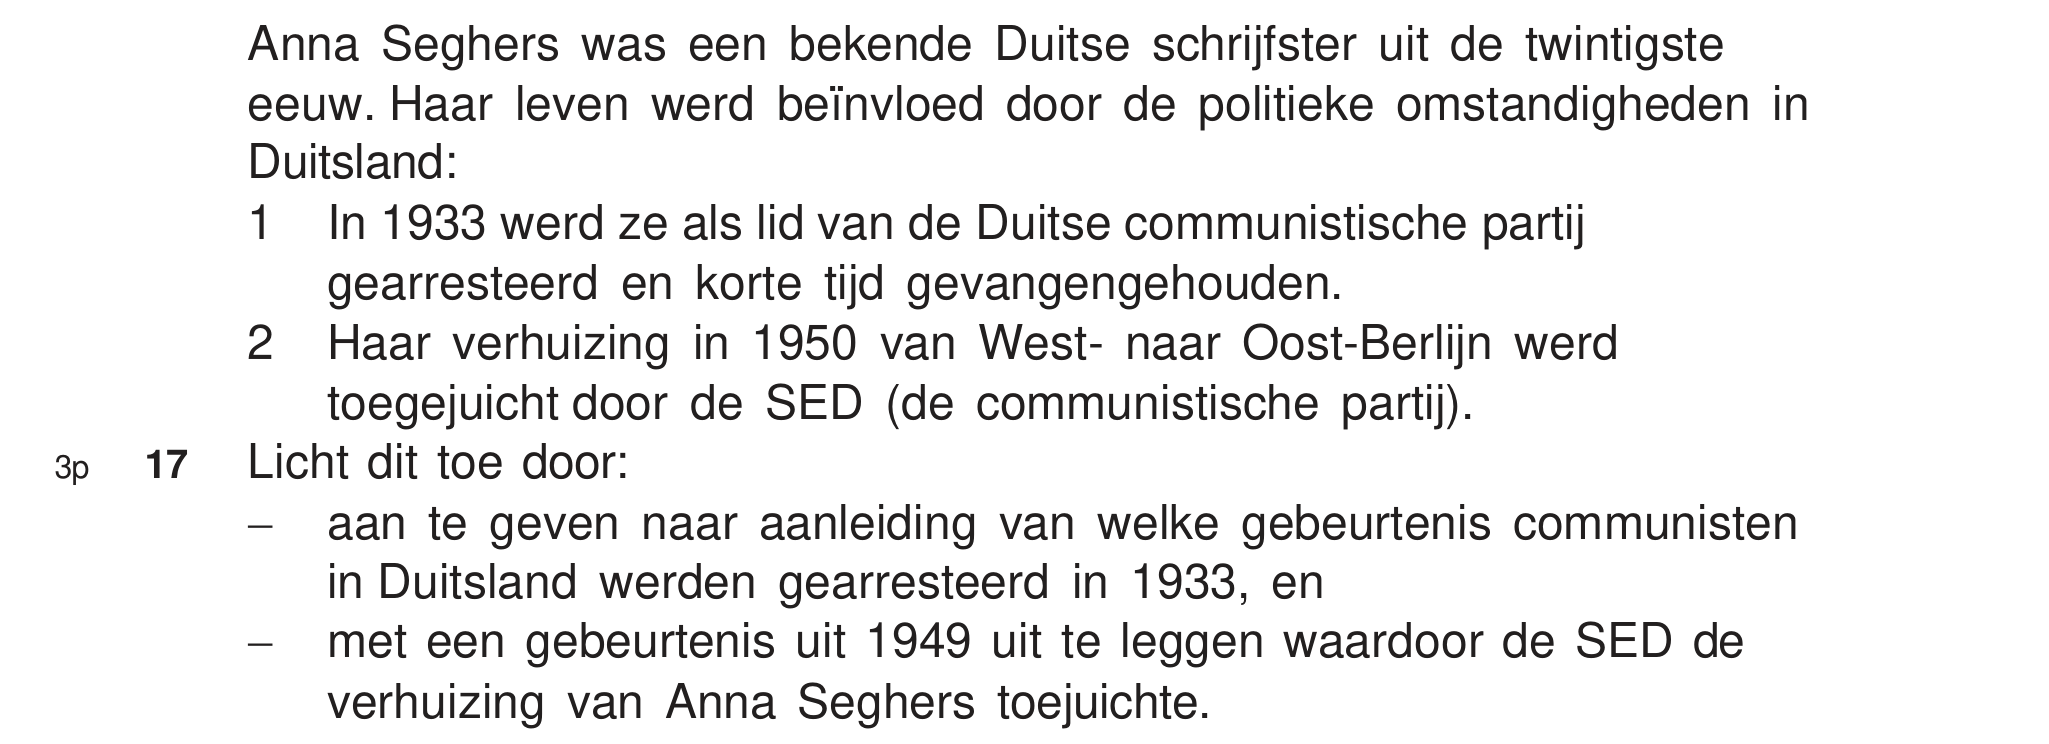 Anna Seghers was een bekende Duitse schrijfster uit de twintigste
eeuw. Haar leven werd beïnvloed door de politieke omstandigheden in
Duitsland:
1 In 1933 werd ze als lid van de Duitse communistische partij
gearresteerd en korte tijd gevangengehouden.
2 Haar verhuizing in 1950 van West- naar Oost-Berlijn werd
toegejuicht door de SED (de communistische partij).
3p 17 Licht dit toe door:
– aan te geven naar aanleiding van welke gebeurtenis communisten
in Duitsland werden gearresteerd in 1933, en
– met een gebeurtenis uit 1949 uit te leggen waardoor de SED de
verhuizing van Anna Seghers toejuichte.